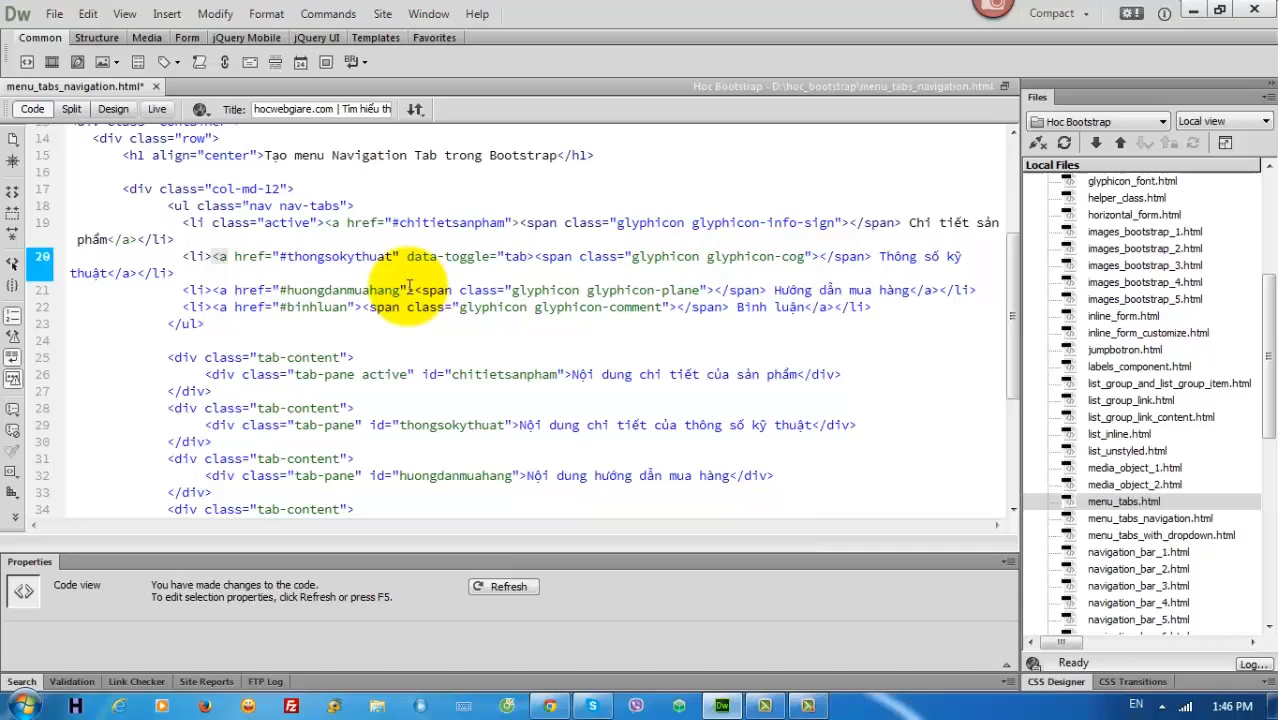 Dw File Edit View Insert Modify Format Commands Site Window Help Compact
Common Structure Media Form jQuery Mobile jQuery UI Templates Favorites
menu_tabs_navigation.html* Hoc Bootstrap - D:\hoc_bootstrap\menu_tabs_navigation.html
Code Split Design Live Title: hocwebgiare.com | Tìm hiểu th
14 <div class="row">
15 <h1 align="center">Tạo menu Navigation Tab trong Bootstrap</h1>
16
17 <div class="col-md-12">
18 <ul class="nav nav-tabs">
19 <li class="active"><a href="#chitietsanpham"><span class="glyphicon glyphicon-info-sign"></span> Chi tiết sản
phẩm</a></li>
20 <li><a href="#thongsokythuat" data-toggle="tab><span class="glyphicon glyphicon-cog"></span> Thông số kỹ
thuật</a></li>
21 <li><a href="#huongdanmuahang"><span class="glyphicon glyphicon-plane"></span> Hướng dẫn mua hàng</a></li>
22 <li><a href="#binhluan"><span class="glyphicon glyphicon-comment"></span> Bình luận</a></li>
23 </ul>
24
25 <div class="tab-content">
26 <div class="tab-pane active" id="chitietsanpham">Nội dung chi tiết của sản phẩm</div>
27 </div>
28 <div class="tab-content">
29 <div class="tab-pane" id="thongsokythuat">Nội dung chi tiết của thông số kỹ thuật</div>
30 </div>
31 <div class="tab-content">
32 <div class="tab-pane" id="huongdanmuahang">Nội dung hướng dẫn mua hàng</div>
33 </div>
34 <div class="tab-content">
Properties
Code view You have made changes to the code.
To edit selection properties, click Refresh or press F5.
Refresh
Search Validation Link Checker Site Reports FTP Log
Files
Hoc Bootstrap Local view
Local Files
glyphicon_font.html
helper_class.html
horizontal_form.html
images_bootstrap_1.html
images_bootstrap_2.html
images_bootstrap_3.html
images_bootstrap_4.html
images_bootstrap_5.html
inline_form.html
inline_form_customize.html
jumpbotron.html
labels_component.html
list_group_and_list_group_item.html
list_group_link.html
list_group_link_content.html
list_inline.html
list_unstyled.html
media_object_1.html
media_object_2.html
menu_tabs.html
menu_tabs_navigation.html
menu_tabs_with_dropdown.html
navigation_bar_1.html
navigation_bar_2.html
navigation_bar_3.html
navigation_bar_4.html
navigation_bar_5.html
Ready Log...
CSS Designer CSS Transitions
EN 1:46 PM